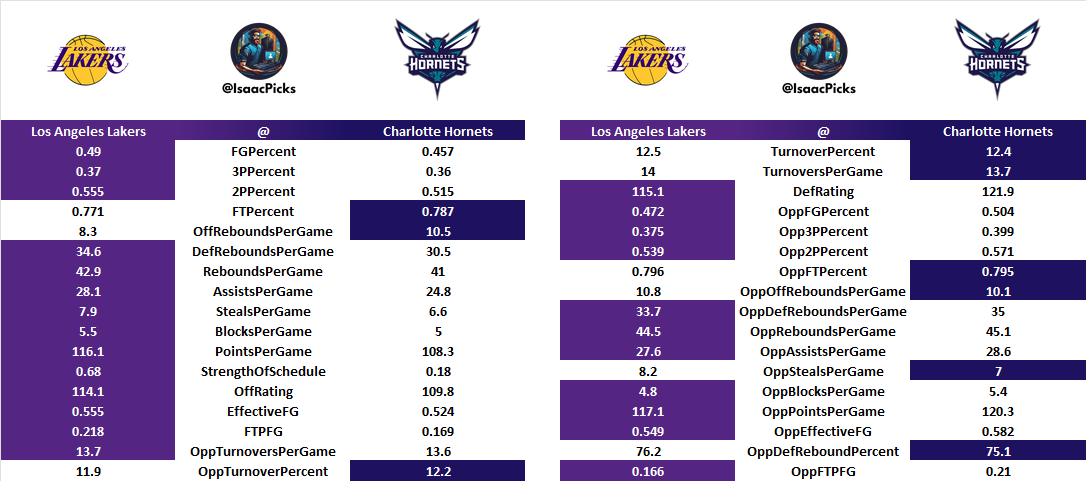 LOS ANGELES LAKERS
@IsaacPicks
CHARLOTTE HORNETS
LOS ANGELES LAKERS
@IsaacPicks
CHARLOTTE HORNETS
Los Angeles Lakers @ Charlotte Hornets
0.49 FGPercent 0.457
0.37 3PPercent 0.36
0.555 2PPercent 0.515
0.771 FTPercent 0.787
8.3 OffReboundsPerGame 10.5
34.6 DefReboundsPerGame 30.5
42.9 ReboundsPerGame 41
28.1 AssistsPerGame 24.8
7.9 StealsPerGame 6.6
5.5 BlocksPerGame 5
116.1 PointsPerGame 108.3
0.68 StrengthOfSchedule 0.18
114.1 OffRating 109.8
0.555 EffectiveFG 0.524
0.218 FTPFG 0.169
13.7 OppTurnoversPerGame 13.6
11.9 OppTurnoverPercent 12.2
Los Angeles Lakers @ Charlotte Hornets
12.5 TurnoverPercent 12.4
14 TurnoversPerGame 13.7
115.1 DefRating 121.9
0.472 OppFGPercent 0.504
0.375 Opp3PPercent 0.399
0.539 Opp2PPercent 0.571
0.796 OppFTPercent 0.795
10.8 OppOffReboundsPerGame 10.1
33.7 OppDefReboundsPerGame 35
44.5 OppReboundsPerGame 45.1
27.6 OppAssistsPerGame 28.6
8.2 OppStealsPerGame 7
4.8 OppBlocksPerGame 5.4
117.1 OppPointsPerGame 120.3
0.549 OppEffectiveFG 0.582
76.2 OppDefReboundPercent 75.1
0.166 OppFTPFG 0.21